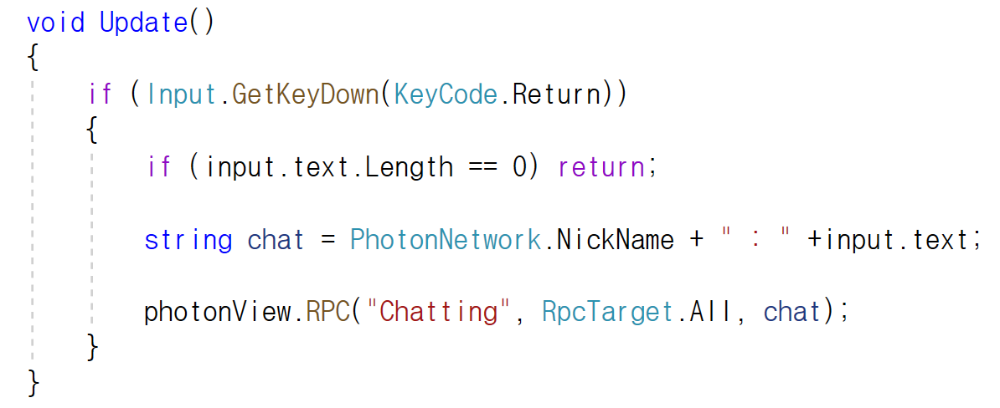 void Update()
{
if (Input.GetKeyDown(KeyCode.Return))
{
if (input.text.Length == 0) return;
string chat = PhotonNetwork.NickName + " : " +input.text;
photonView.RPC("Chatting", RpcTarget.All, chat);
}
}